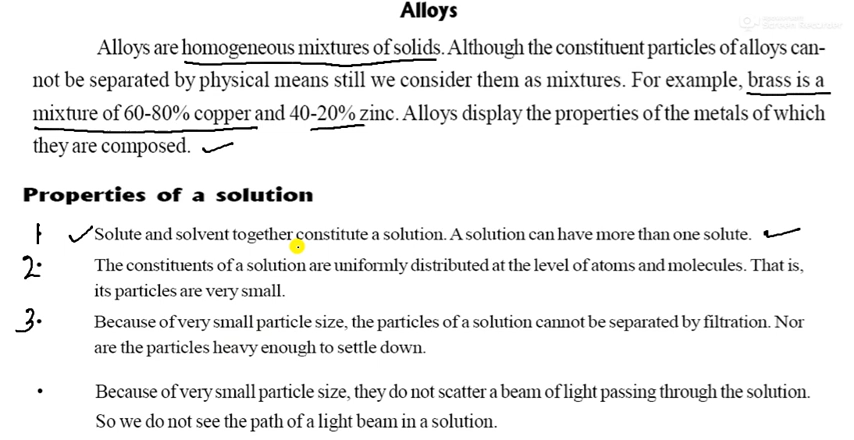 Alloys
Alloys are homogeneous mixtures of solids. Although the constituent particles of alloys can-
not be separated by physical means still we consider them as mixtures. For example, brass is a
mixture of 60-80% copper and 40-20% zinc. Alloys display the properties of the metals of which
they are composed.
Properties of a solution
1 Solute and solvent together constitute a solution. A solution can have more than one solute.
2. The constituents of a solution are uniformly distributed at the level of atoms and molecules. That is,
its particles are very small.
3. Because of very small particle size, the particles of a solution cannot be separated by filtration. Nor
are the particles heavy enough to settle down.
• Because of very small particle size, they do not scatter a beam of light passing through the solution.
So we do not see the path of a light beam in a solution.